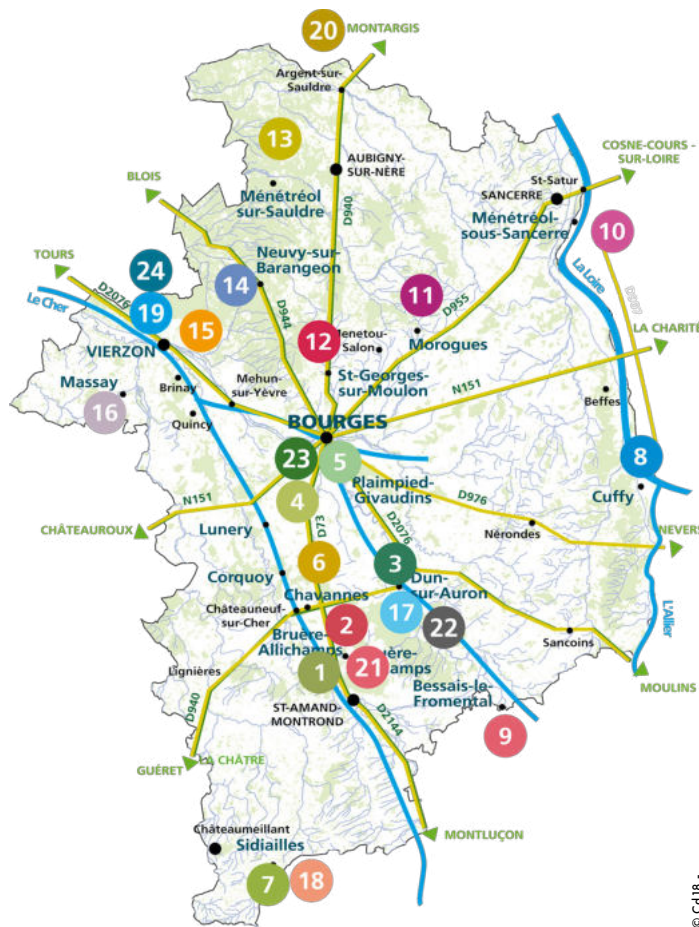 20
MONTARGIS
Argent-sur-
Sauldre
13
AUBIGNY-
SUR-NÈRE
COSNE-COURS -
SUR-LOIRE
St-Satur
SANCERRE
BLOIS
Ménétréol
sur-Sauldre
D940
Ménétréol-
sous-Sancerre
10
TOURS
24
Neuvy-sur-
Barangeon
14
11
La Loire
D2076
Le Cher
19
15
D944
D955
12
Menetou-
Salon
Morogues
LA CHARITÉ
VIERZON
St-Georges-
sur-Moulon
N151
Massay
16
Brinay
Mehun-
sur-Yèvre
Beffes
Quincy
BOURGES
23
5
8
Plaimpied-
Givaudins
Cuffy
4
N151
D976
D2076
D73
CHÂTEAUROUX
Lunery
Nérondes
NEVERS
6
3
Corquoy
Dun-
sur-Auron
Chavannes
Châteauneuf-
sur-Cher
17
22
L'Allier
2
Bruère-
Allichamps
Sancoins
21
Lignières
1
Bessais-le-
Fromental
MOULINS
ST-AMAND-
MONTROND
D940
D2144
9
LA CHÂTRE
GUÉRET
Châteaumeillant
Sidiailles
MONTLUÇON
7
18
© Cd18 -